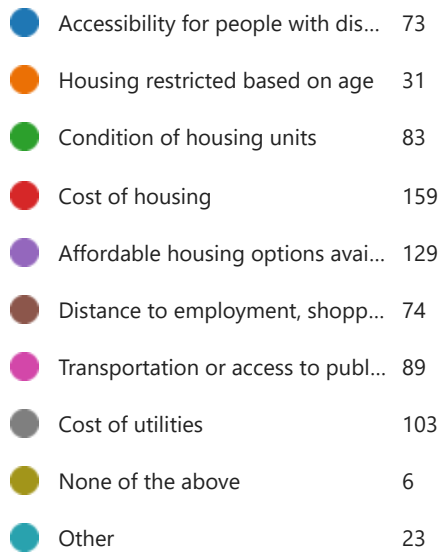 Accessibility for people with dis... 73
Housing restricted based on age 31
Condition of housing units 83
Cost of housing 159
Affordable housing options avai... 129
Distance to employment, shopp... 74
Transportation or access to publ... 89
Cost of utilities 103
None of the above 6
Other 23